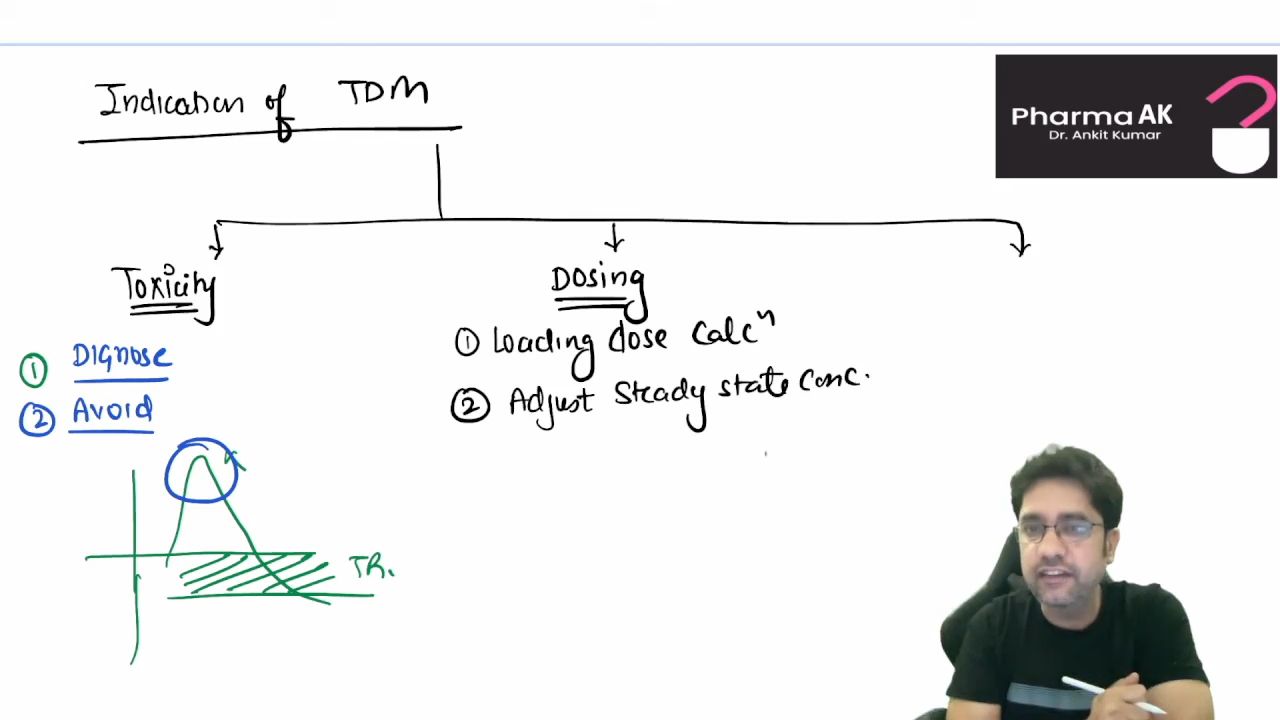 Indication of TDM
Pharma AK
Dr. Ankit Kumar
Toxicity
① DIGnose
② Avoid
TR.
Dosing
① Loading dose Calcⁿ
② Adjust Steady state conc.